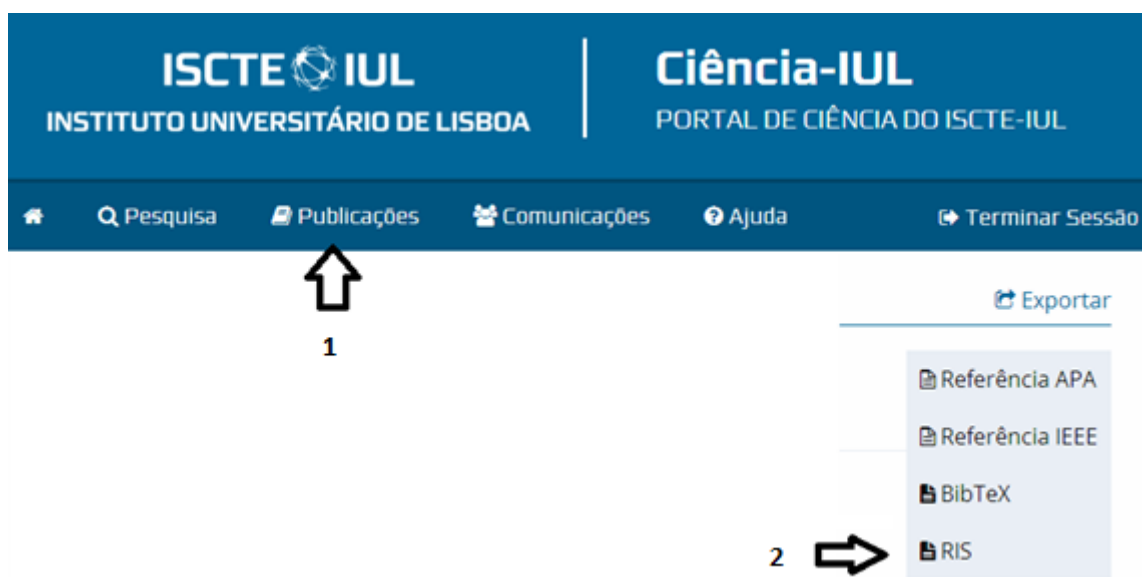 ISCTE IUL
INSTITUTO UNIVERSITÁRIO DE LISBOA
Ciência-IUL
PORTAL DE CIÊNCIA DO ISCTE-IUL
Pesquisa Publicações Comunicações Ajuda Terminar Sessão
1
Exportar
Referência APA
Referência IEEE
BibTeX
2 RIS